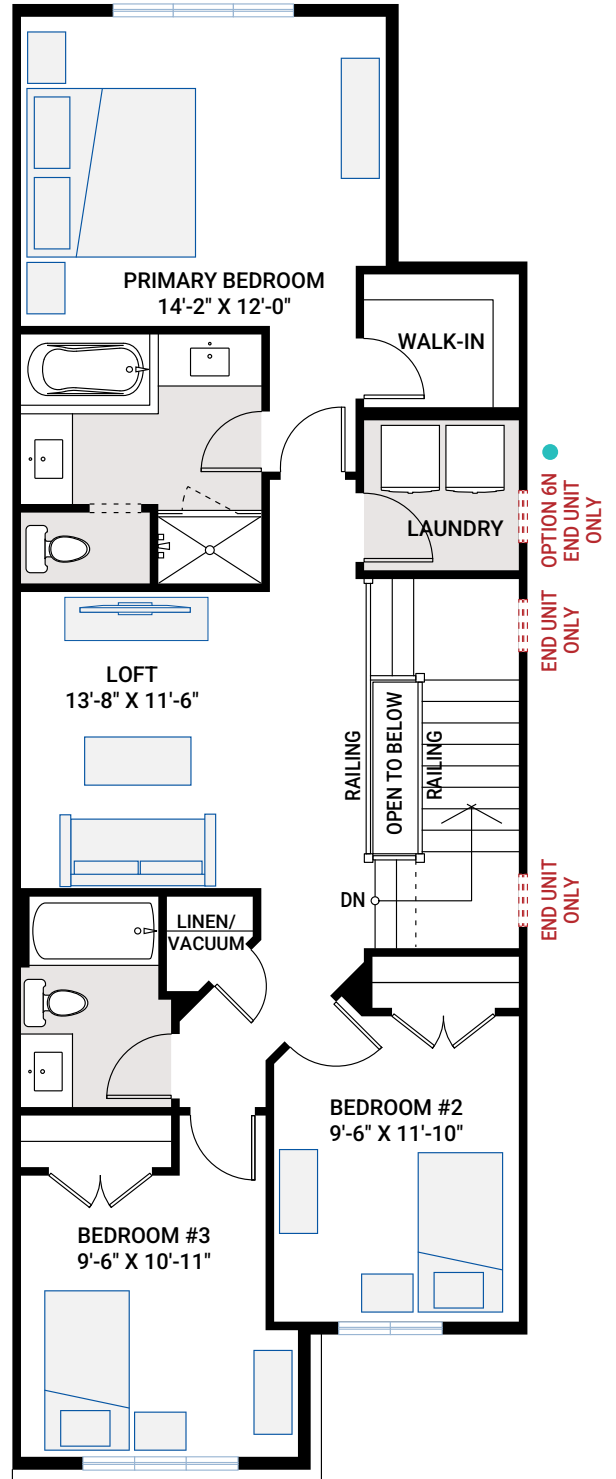 PRIMARY BEDROOM
14'-2" X 12'-0"
WALK-IN
LAUNDRY
OPTION 6N
END UNIT
ONLY
END UNIT
ONLY
LOFT
13'-8" X 11'-6"
RAILING
OPEN TO BELOW
RAILING
DN
END UNIT
ONLY
LINEN/
VACUUM
BEDROOM #2
9'-6" X 11'-10"
BEDROOM #3
9'-6" X 10'-11"